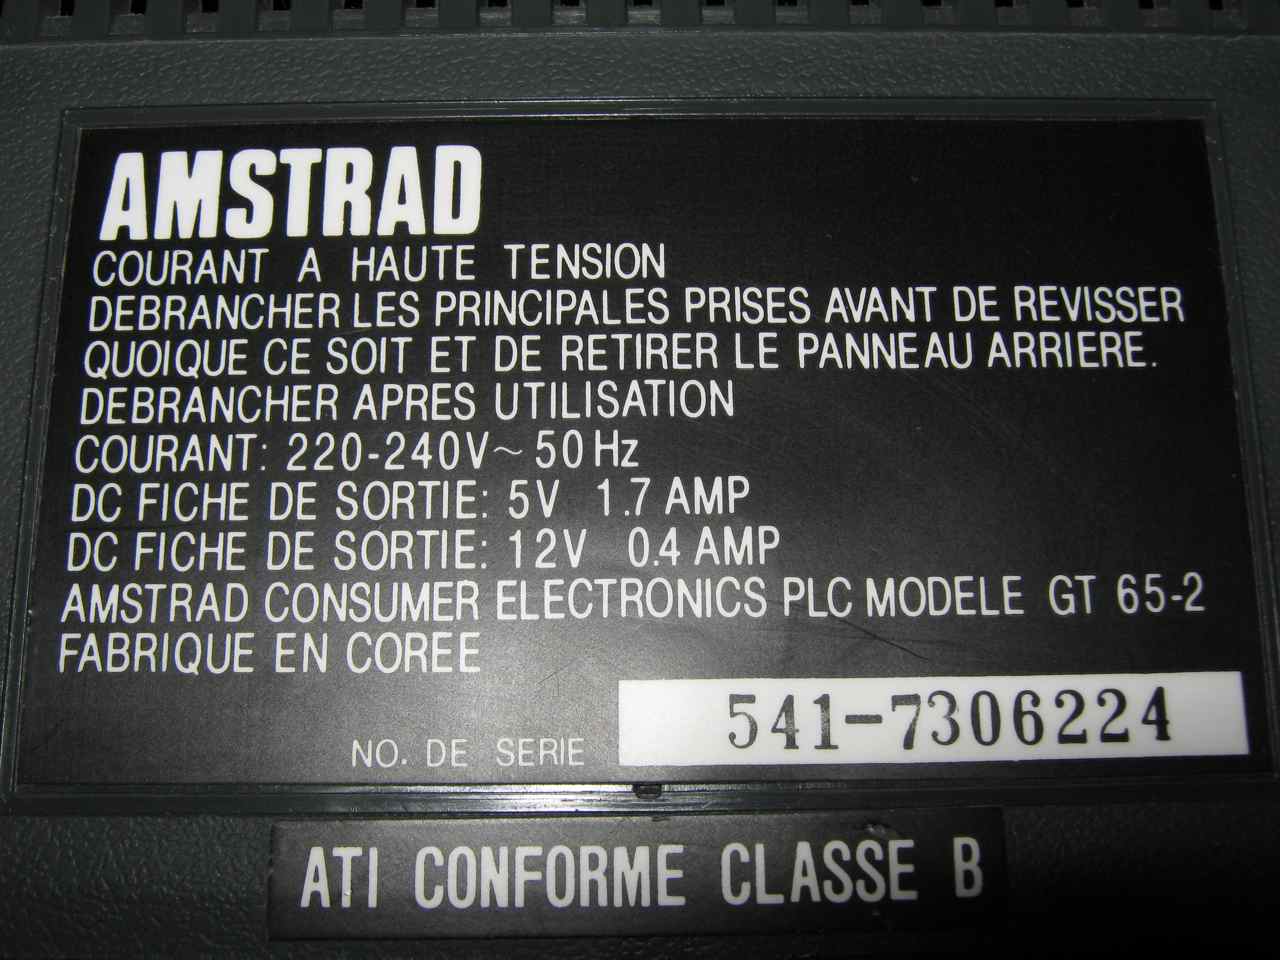 AMSTRAD
COURANT A HAUTE TENSION
DEBRANCHER LES PRINCIPALES PRISES AVANT DE REVISSER
QUOIQUE CE SOIT ET DE RETIRER LE PANNEAU ARRIERE.
DEBRANCHER APRES UTILISATION
COURANT: 220-240V~ 50 Hz
DC FICHE DE SORTIE: 5V 1.7 AMP
DC FICHE DE SORTIE: 12V 0.4 AMP
AMSTRAD CONSUMER ELECTRONICS PLC MODELE GT 65-2
FABRIQUE EN COREE
NO. DE SERIE 541-7306224
ATI CONFORME CLASSE B